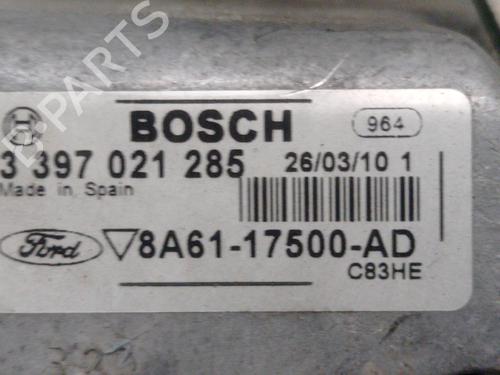 B-PARTS
BOSCH
964
3 397 021 285
26/03/10 1
Made in Spain
Ford
8A61-17500-AD
C83HE